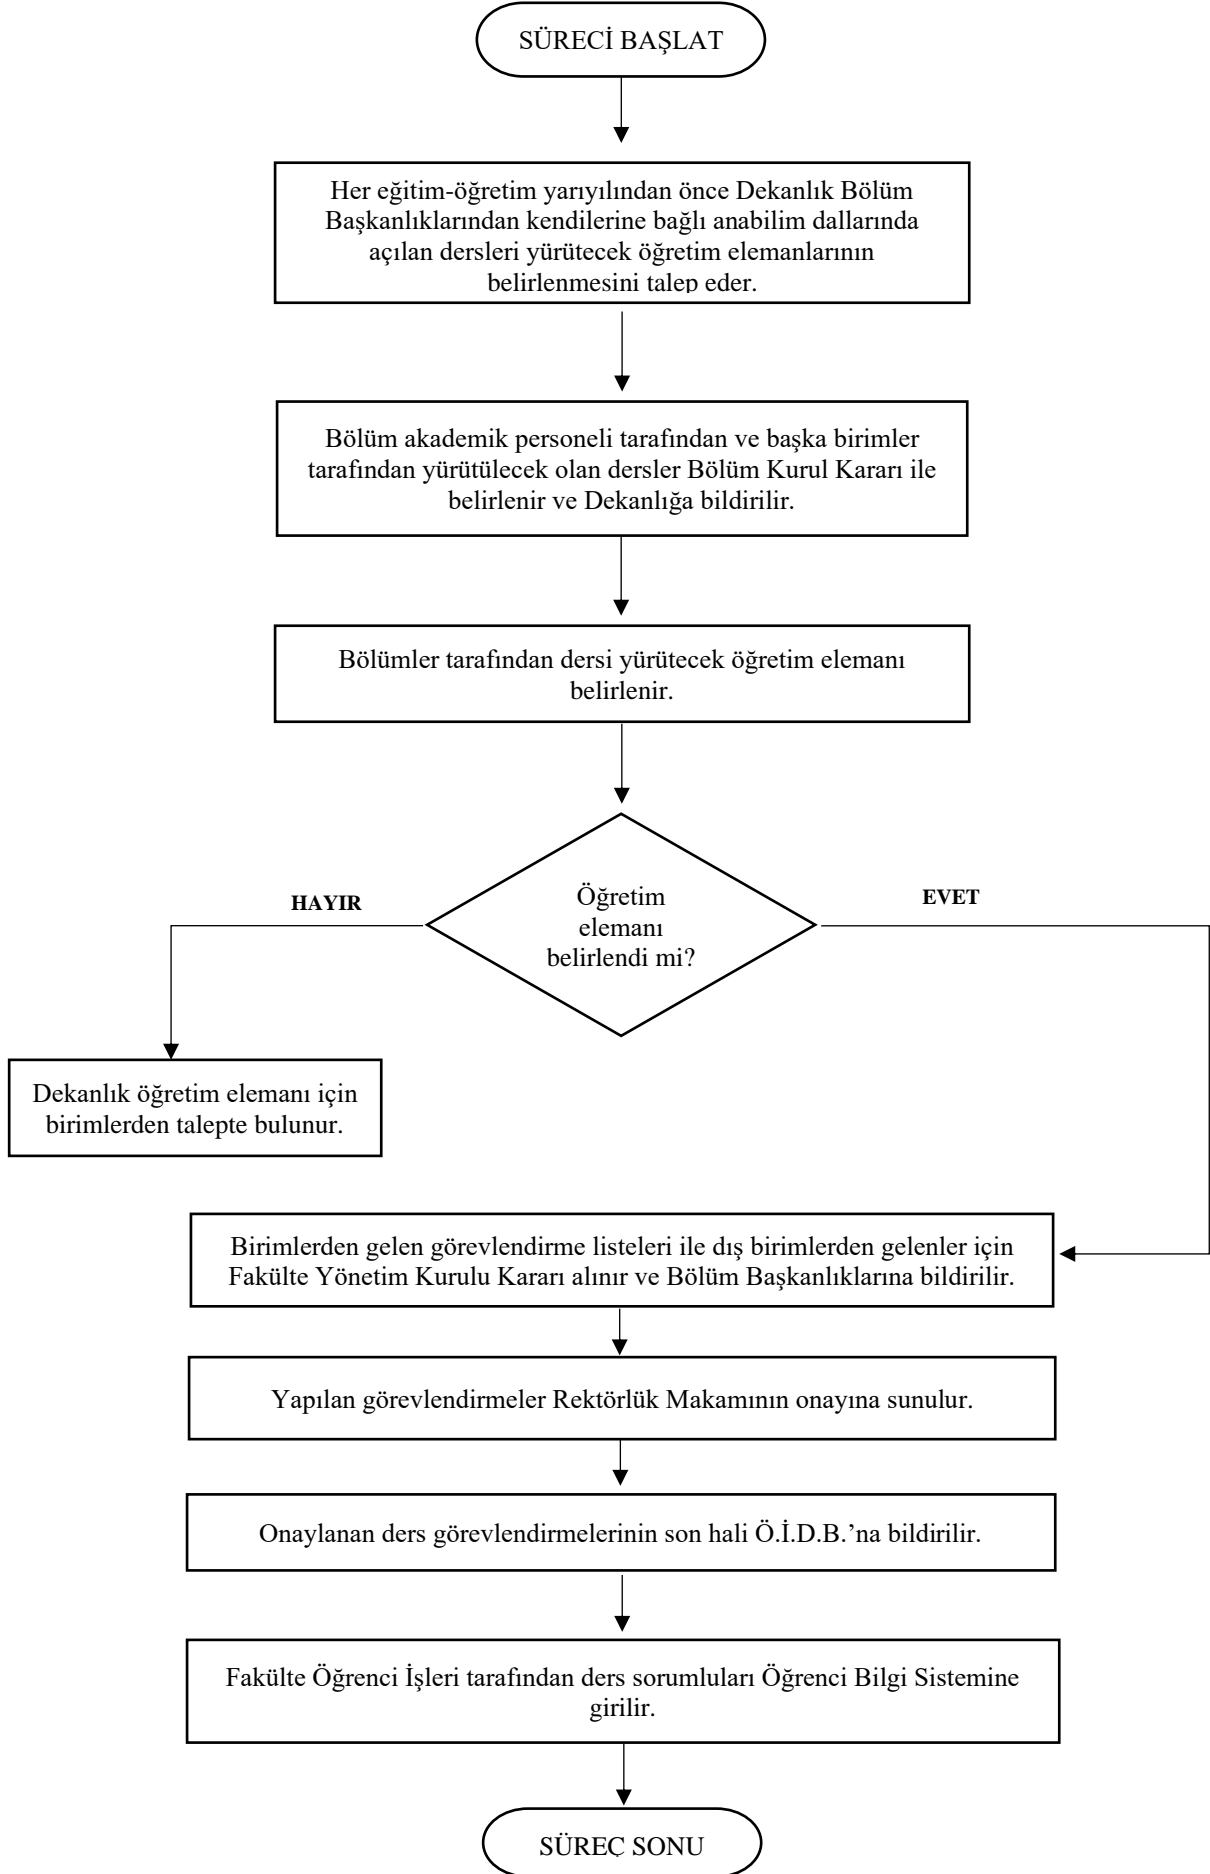 SÜRECİ BAŞLAT
Her eğitim-öğretim yarıyılından önce Dekanlık Bölüm
Başkanlıklarından kendilerine bağlı anabilim dallarında
açılan dersleri yürütecek öğretim elemanlarının
belirlenmesini talep eder.
Bölüm akademik personeli tarafından ve başka birimler
tarafından yürütülecek olan dersler Bölüm Kurul Kararı ile
belirlenir ve Dekanlığa bildirilir.
Bölümler tarafından dersi yürütecek öğretim elemanı
belirlenir.
Öğretim
elemanı
belirlendi mi?
HAYIR
EVET
Dekanlık öğretim elemanı için
birimlerden talepte bulunur.
Birimlerden gelen görevlendirme listeleri ile dış birimlerden gelenler için
Fakülte Yönetim Kurulu Kararı alınır ve Bölüm Başkanlıklarına bildirilir.
Yapılan görevlendirmeler Rektörlük Makamının onayına sunulur.
Onaylanan ders görevlendirmelerinin son hali Ö.İ.D.B.’na bildirilir.
Fakülte Öğrenci İşleri tarafından ders sorumluları Öğrenci Bilgi Sistemine
girilir.
SÜREÇ SONU